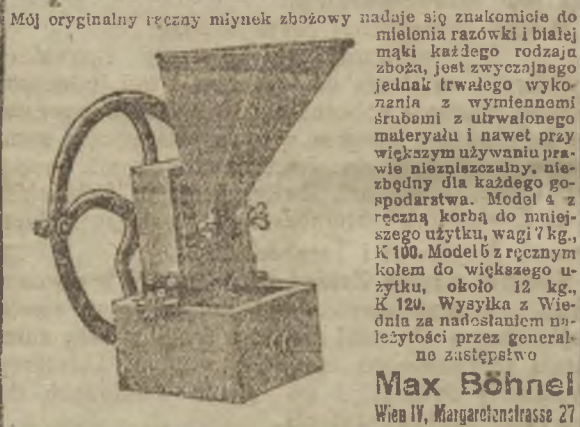 Mój oryginalny ręczny młynek zbożowy nadaje się znakomicie do
mielenia razówki i białej
mąki każdego rodzaju
zboża, jest zwyczajnego
jednak trwałego wyko-
nania z wymiennemi
śrubami z utrwalonego
materyału i nawet przy
większym używaniu pra-
wie niezniszczalny, nie-
zbędny dla każdego go-
spodarstwa. Model 4 z
ręczną korbą do mniej-
szego użytku, wagi 7 kg.,
K 100. Model 5 z ręcznym
kołem do większego u-
żytku, około 12 kg.,
K 120. Wysyłka z Wie-
dnia za nadesłaniem na-
leżytości przez general-
ne zastępstwo
Max Böhnel
Wien IV, Margaretenstrasse 27